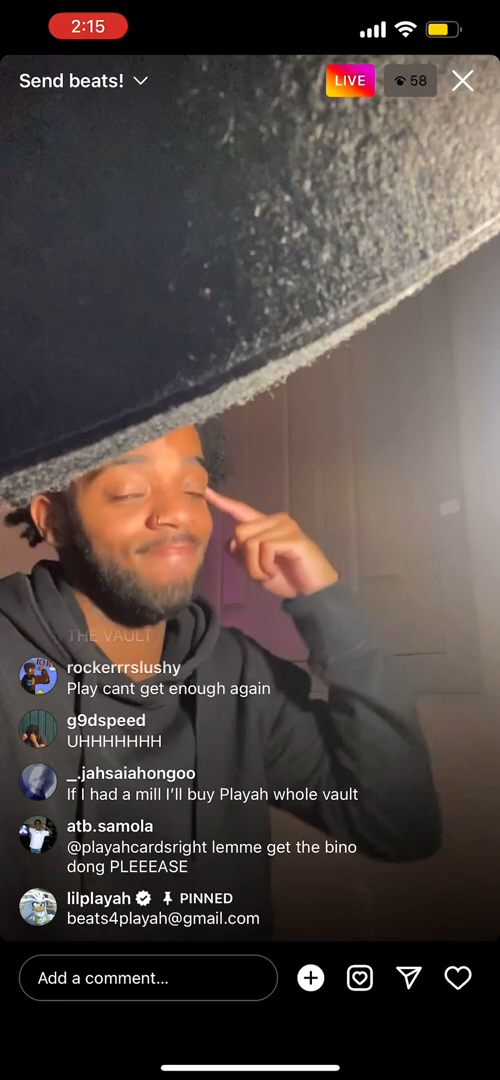 2:15
Send beats!
LIVE
58
THE VAULT
rockerrrslushy
Play cant get enough again
g9dspeed
UHHHHHHH
_.jahsaiahongoo
If I had a mill I’ll buy Playah whole vault
atb.samola
@playahcardsright lemme get the bino
dong PLEEEASE
lilplayah PINNED
beats4playah@gmail.com
Add a comment...